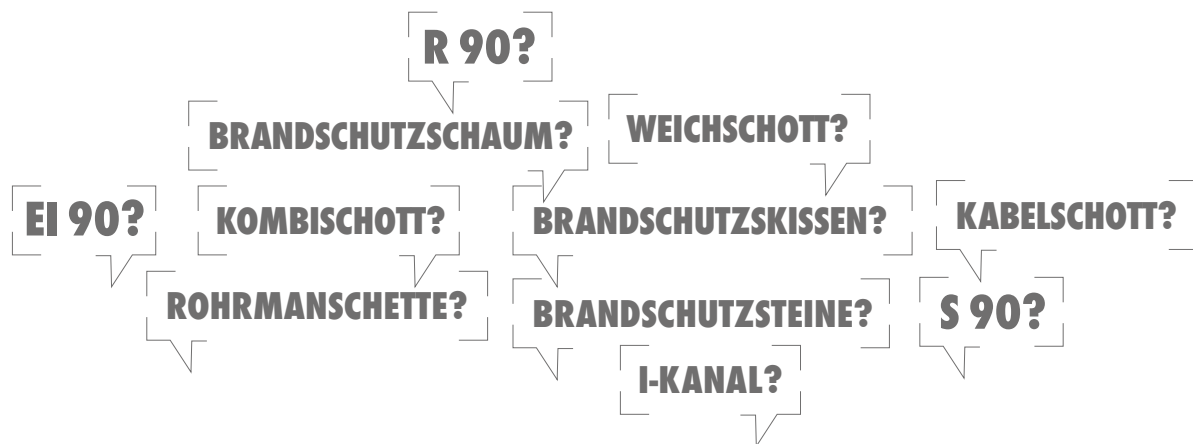 R 90?
BRANDSCHUTZSCHAUM?
WEICHSCHOTT?
EI 90?
KOMBISCHOTT?
BRANDSCHUTZSKISSEN?
KABELSCHOTT?
ROHRMANSCHETTE?
BRANDSCHUTZSTEINE?
S 90?
I-KANAL?